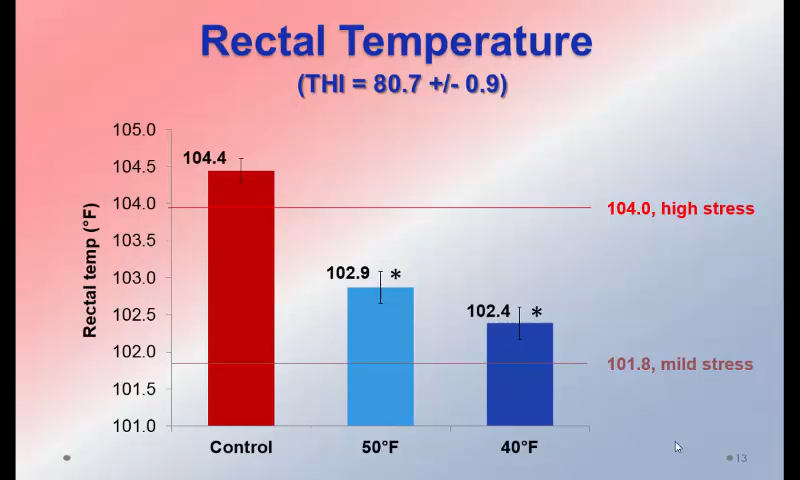 Rectal Temperature
(THI = 80.7 +/- 0.9)
Rectal temp (°F)
105.0
104.5
104.0
103.5
103.0
102.5
102.0
101.5
101.0
104.4
102.9 *
102.4 *
104.0, high stress
101.8, mild stress
Control
50°F
40°F
13